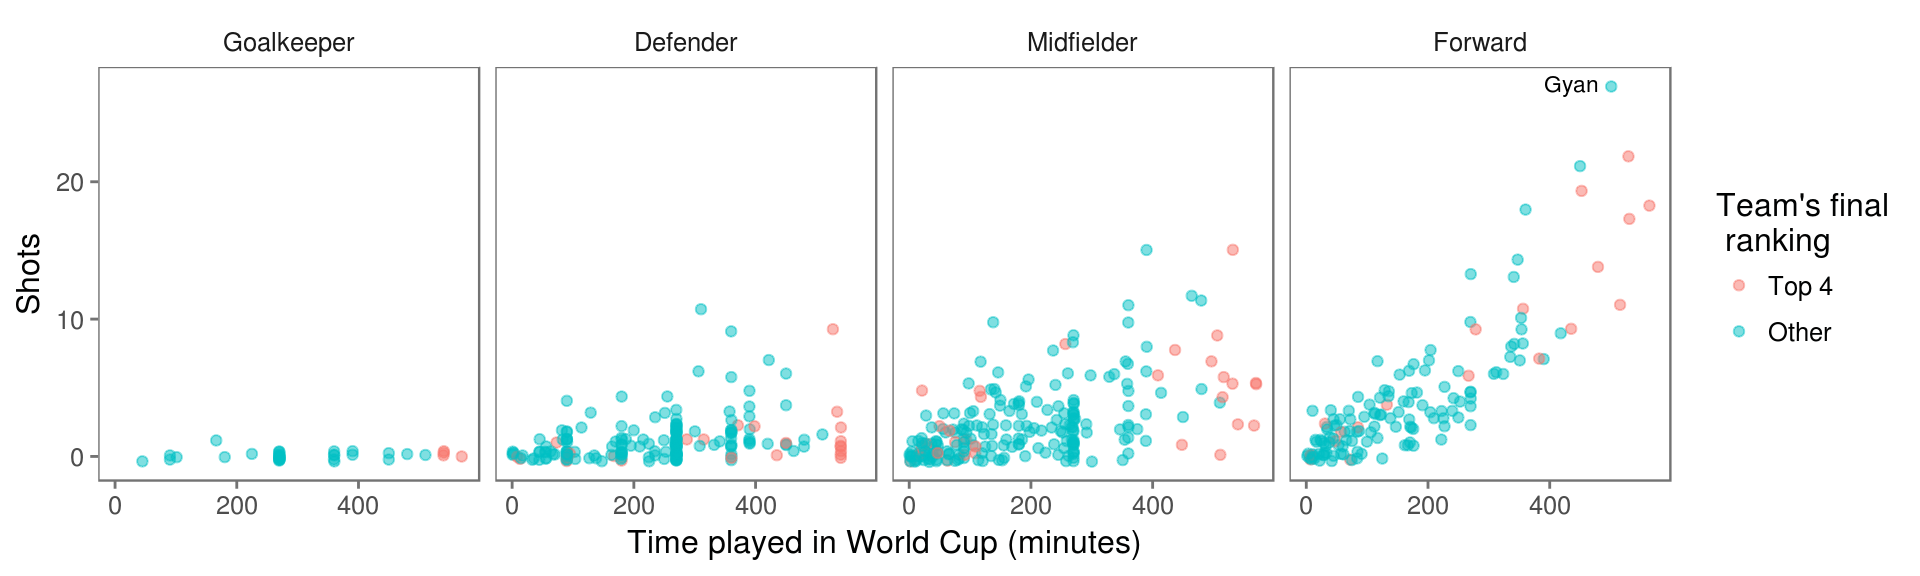 Goalkeeper Defender Midfielder Forward
Gyan
20
10
0
Shots
0 200 400 0 200 400 0 200 400 0 200 400
Time played in World Cup (minutes)
Team's final
ranking
Top 4
Other